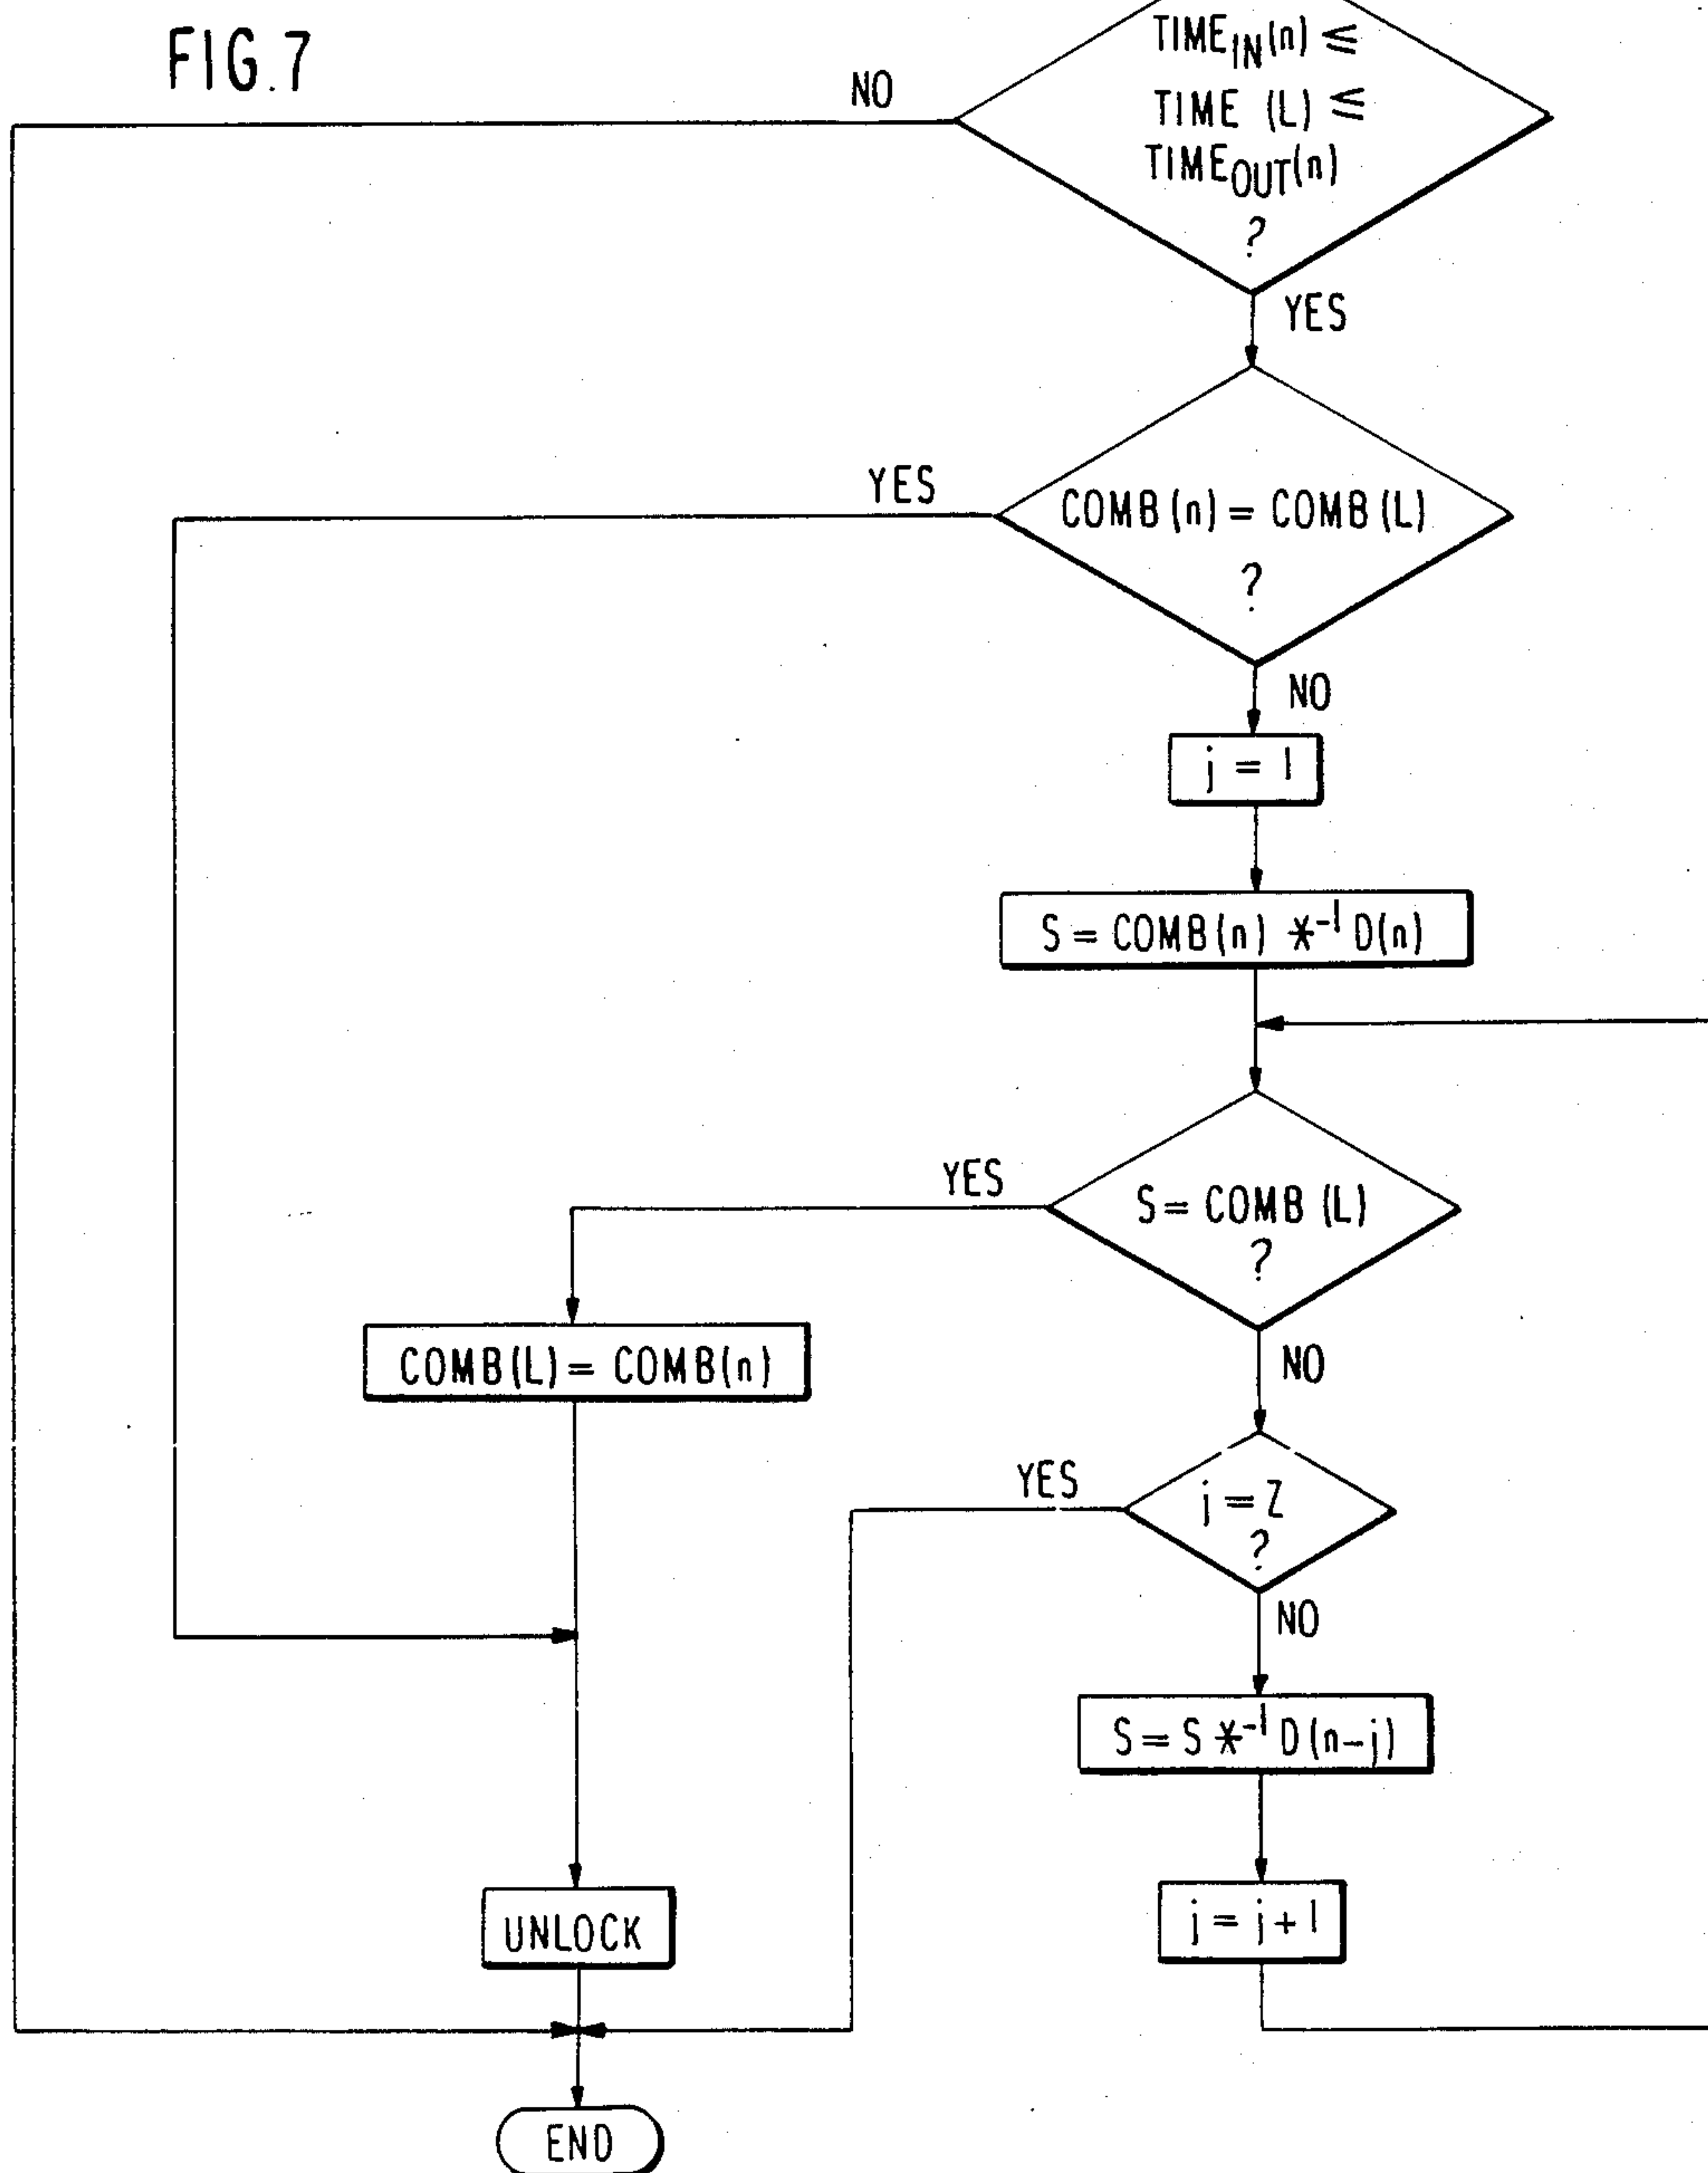 FIG.7
TIME_IN(n) ≤
TIME (L) ≤
TIME_OUT(n)
?
NO
YES
COMB(n) = COMB(L)
?
YES
NO
j = 1
S = COMB(n) *⁻¹ D(n)
S = COMB (L)
?
YES
NO
COMB(L) = COMB(n)
j = Z
?
YES
NO
S = S *⁻¹ D(n-j)
UNLOCK
j = j + 1
END